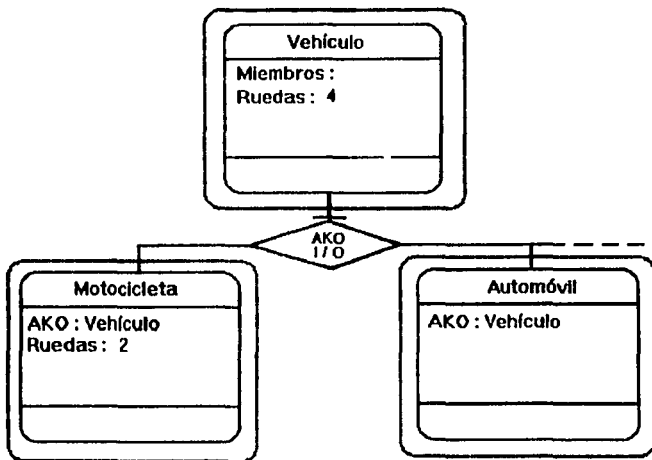 Vehículo
Miembros :
Ruedas : 4
AKO
1 / 0
Motocicleta
AKO : Vehículo
Ruedas : 2
Automóvil
AKO : Vehículo